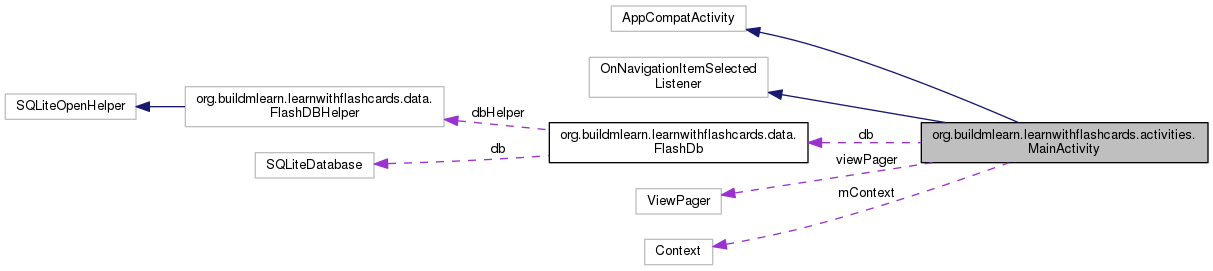 AppCompatActivity
OnNavigationItemSelected
Listener
SQLiteOpenHelper
org.buildmlearn.learnwithflashcards.data.
FlashDBHelper
dbHelper
org.buildmlearn.learnwithflashcards.data.
FlashDb
db
org.buildmlearn.learnwithflashcards.activities.
MainActivity
SQLiteDatabase
db
viewPager
ViewPager
mContext
Context